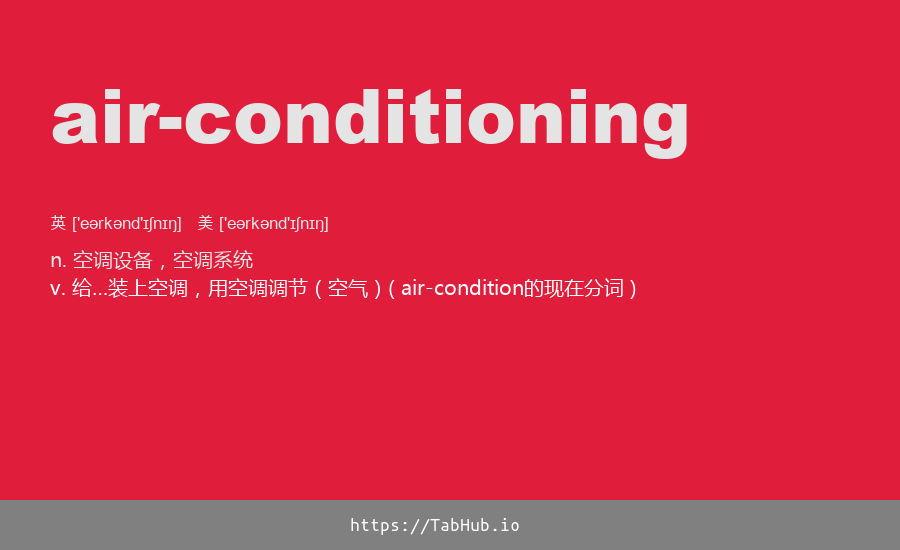 air-conditioning
英 ['eərkənd'ɪʃnɪŋ] 美 ['eərkənd'ɪʃnɪŋ]
n. 空调设备，空调系统
v. 给…装上空调，用空调调节（空气）( air-condition的现在分词 )
https://TabHub.io